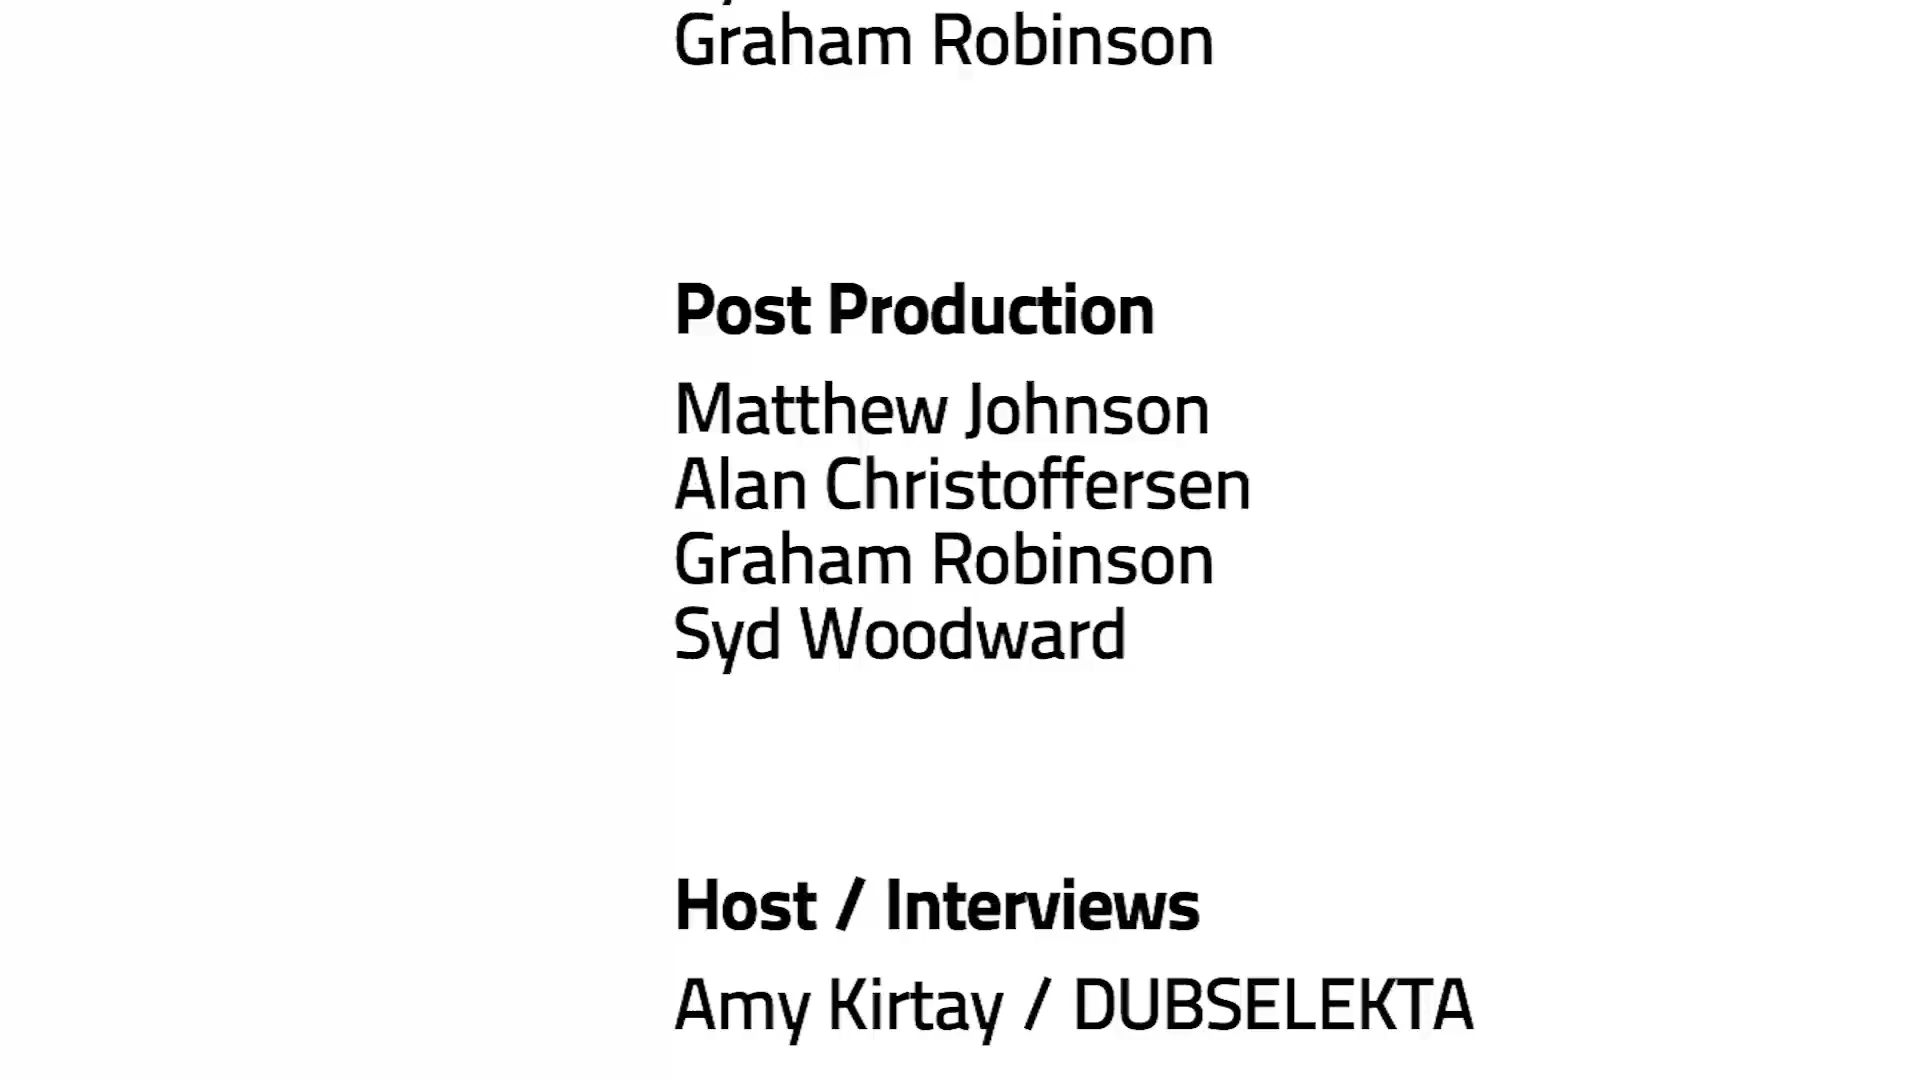 Graham Robinson
Post Production
Matthew Johnson
Alan Christoffersen
Graham Robinson
Syd Woodward
Host / Interviews
Amy Kirtay / DUBSELEKTA